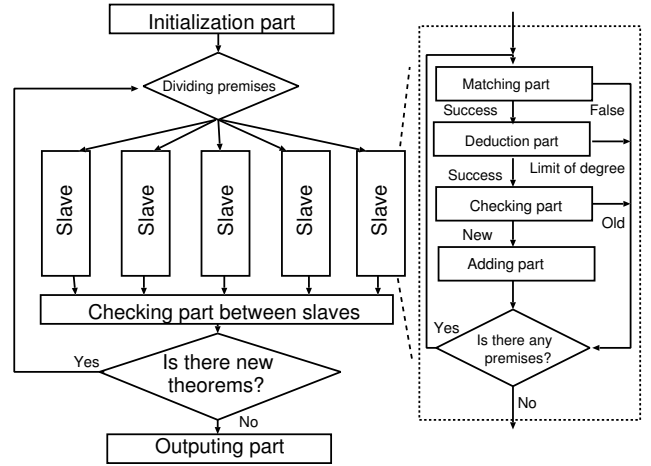 Initialization part
Dividing premises
Slave
Slave
Slave
Slave
Slave
Checking part between slaves
Yes
Is there new
theorems?
No
Outputing part
Matching part
Success
False
Deduction part
Limit of degree
Success
Checking part
Old
New
Adding part
Yes
Is there any
premises?
No